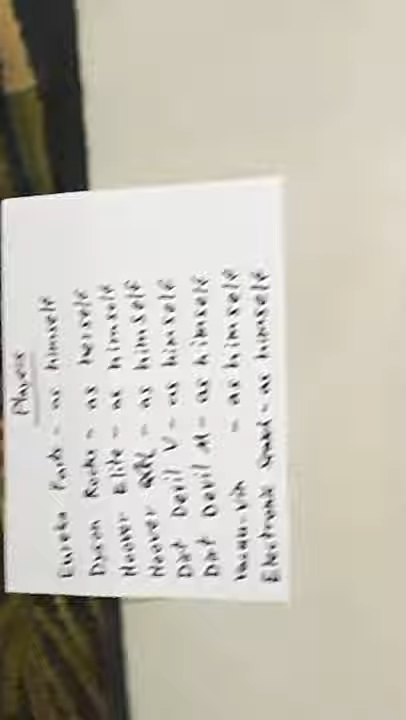 Players
Eureka - as himself
Dyson - as herself
Hoover Elite - as himself
Hoover - as himself
Dirt Devil V - as himself
Dirt Devil M - as himself
- as himself
Electronic - as himself